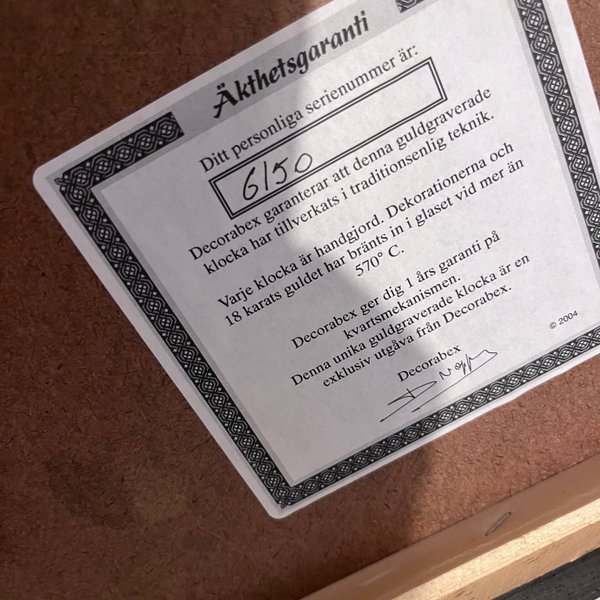 Äkthetsgaranti
Ditt personliga serienummer är:
6/50
Decorabex garanterar att denna guldgraverade
klocka har tillverkats i traditionsenlig teknik.
Varje klocka är handgjord. Dekorationerna och
18 karats guldet har bränts in i glaset vid mer än
570° C.
Decorabex ger dig 1 års garanti på
kvartsmekanismen.
Denna unika guldgraverade klocka är en
exklusiv utgåva från Decorabex.
Decorabex
© 2004